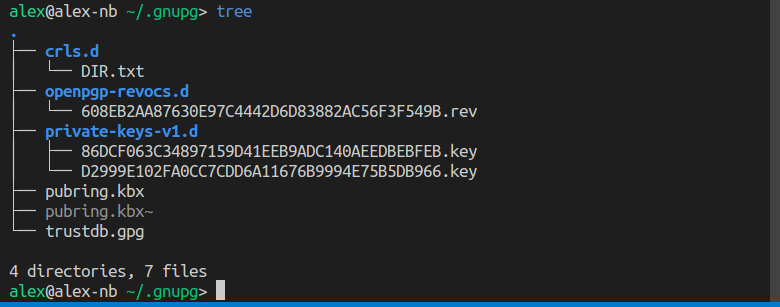 alex@alex-nb ~/.gnupg> tree
.
├── crls.d
│   └── DIR.txt
├── openpgp-revocs.d
│   └── 608EB2AA87630E97C4442D6D83882AC56F3F549B.rev
├── private-keys-v1.d
│   ├── 86DCF063C34897159D41EEB9ADC140AEEDBEBFEB.key
│   └── D2999E102FA0CC7CDD6A11676B9994E75B5DB966.key
├── pubring.kbx
├── pubring.kbx~
└── trustdb.gpg
4 directories, 7 files
alex@alex-nb ~/.gnupg>